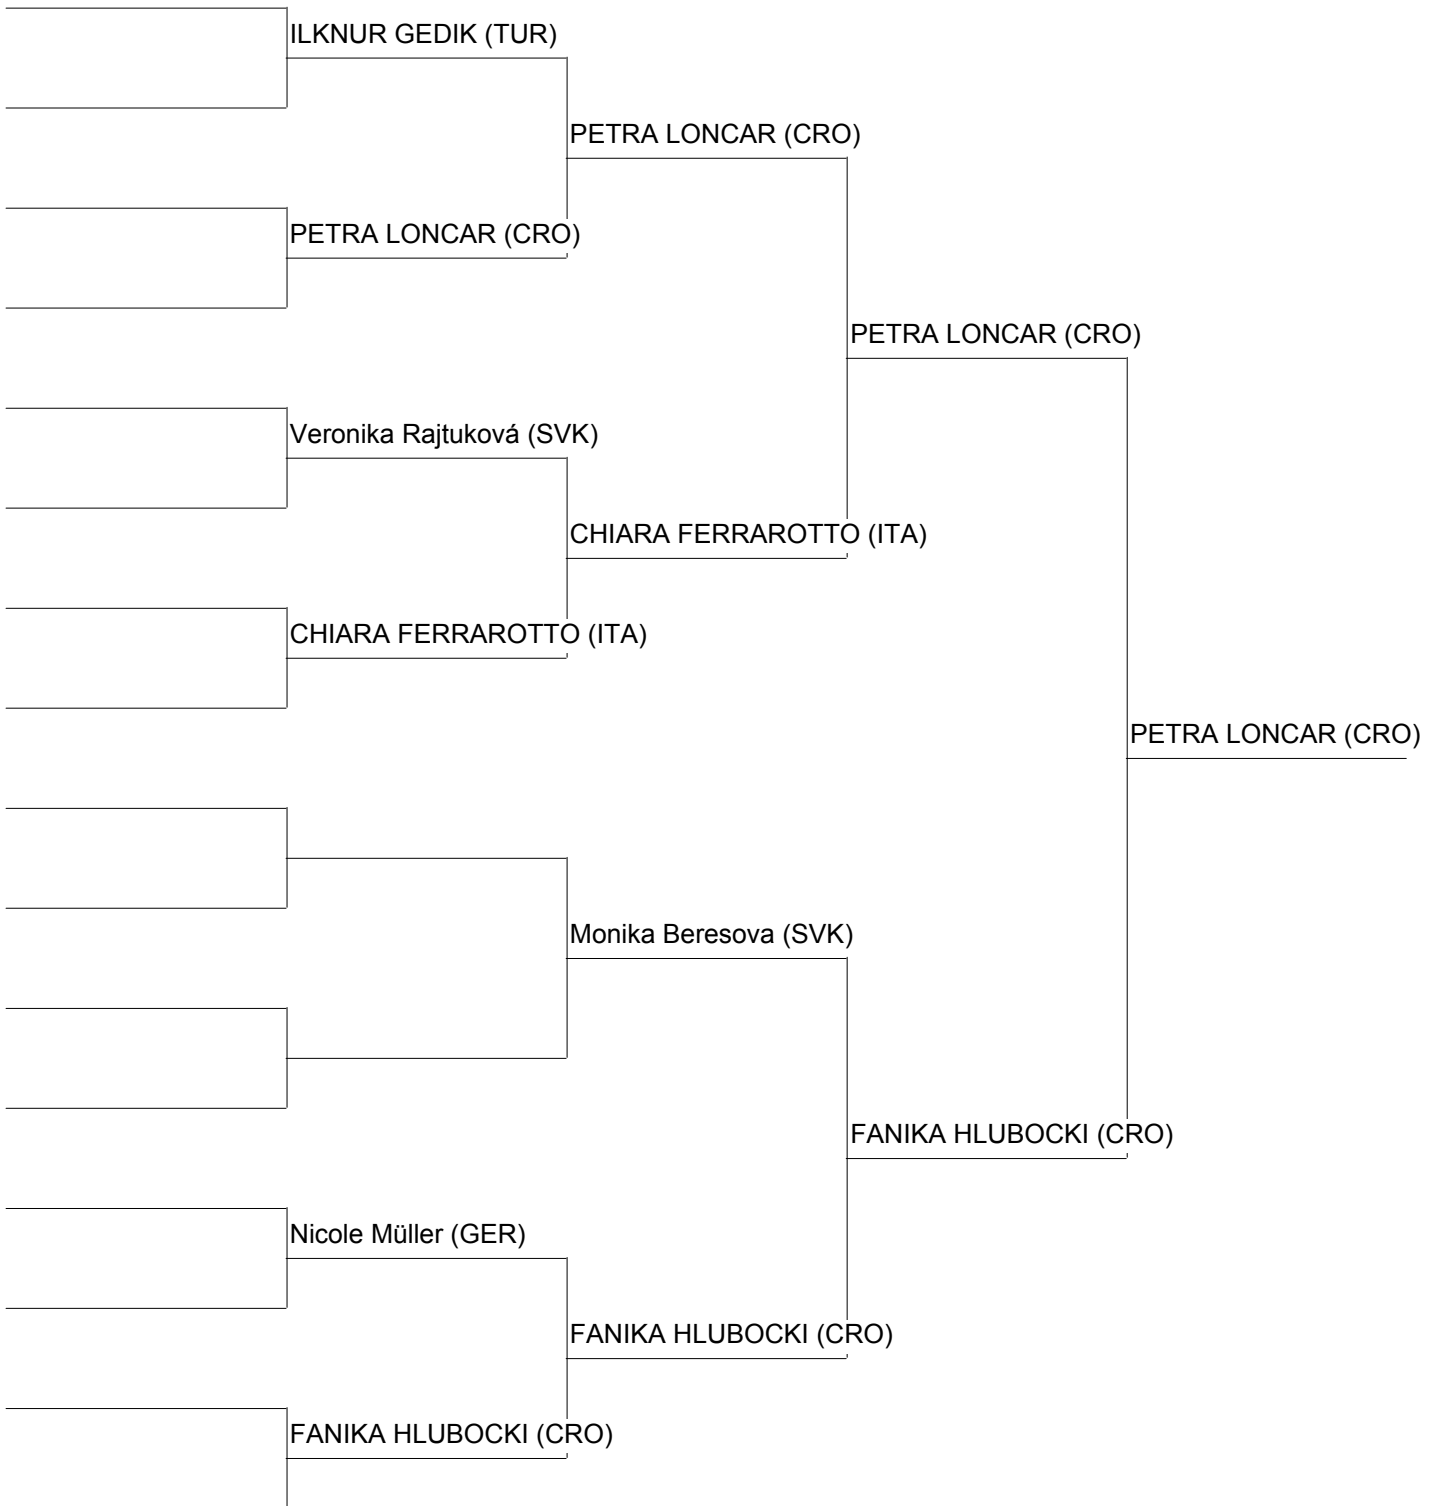 ILKNUR GEDIK (TUR)
PETRA LONCAR (CRO)
PETRA LONCAR (CRO)
PETRA LONCAR (CRO)
Veronika Rajtuková (SVK)
CHIARA FERRAROTTO (ITA)
CHIARA FERRAROTTO (ITA)
PETRA LONCAR (CRO)
Monika Beresova (SVK)
FANIKA HLUBOCKI (CRO)
Nicole Müller (GER)
FANIKA HLUBOCKI (CRO)
FANIKA HLUBOCKI (CRO)